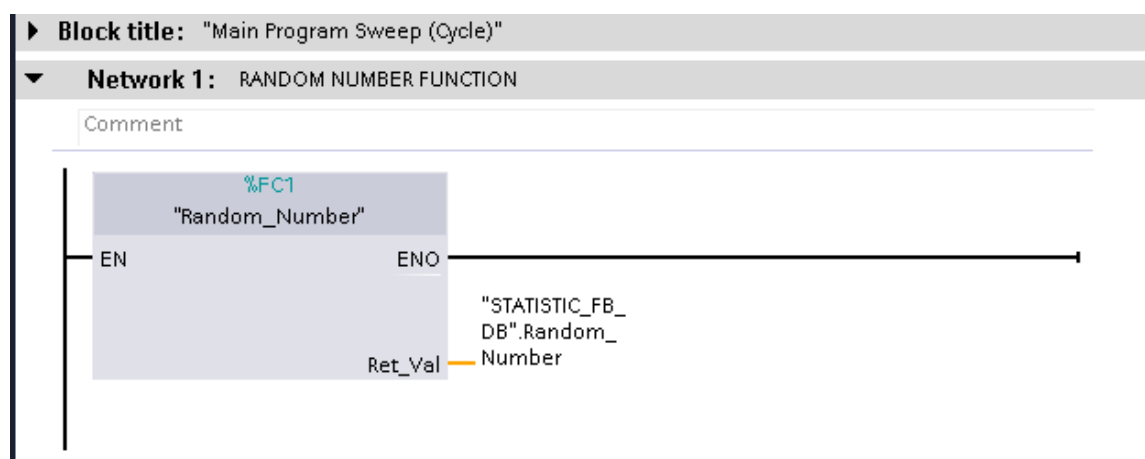 Block title: "Main Program Sweep (Cycle)"
Network 1: RANDOM NUMBER FUNCTION
Comment
%FC1
"Random_Number"
EN ENO
"STATISTIC_FB_
DB".Random_
Ret_Val Number